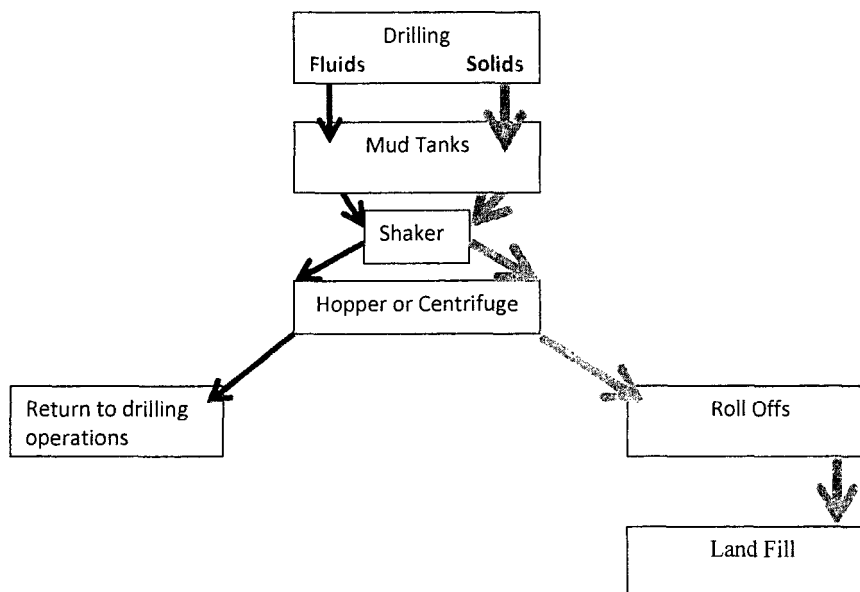 Drilling
Fluids Solids
Mud Tanks
Shaker
Hopper or Centrifuge
Return to drilling
operations
Roll Offs
Land Fill